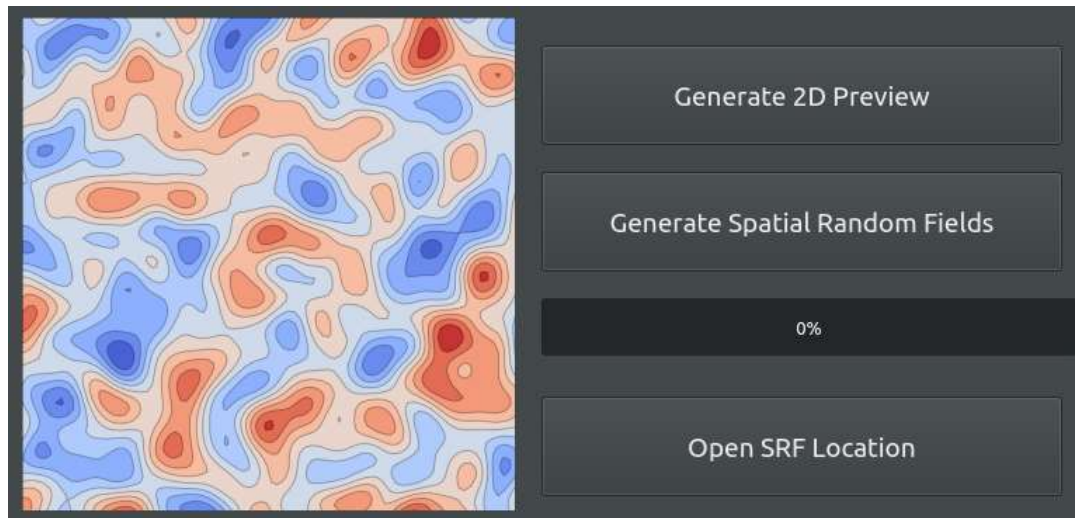 Generate 2D Preview
Generate Spatial Random Fields
0%
Open SRF Location